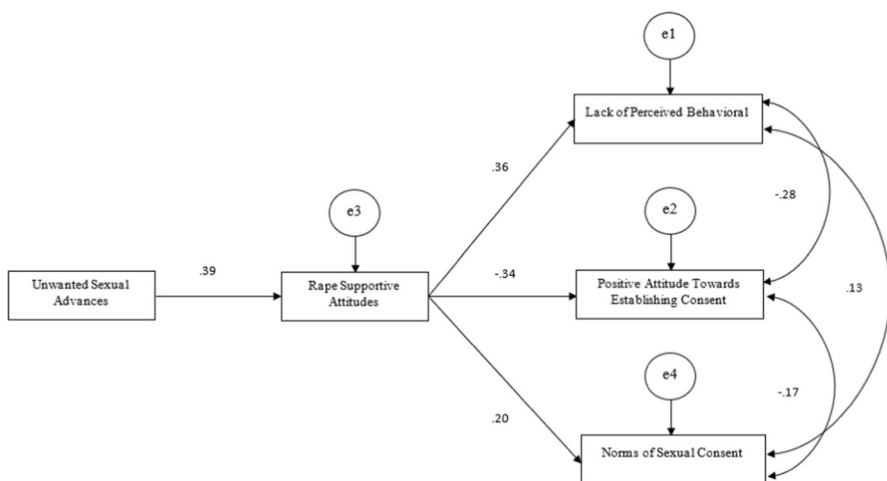 e1
Lack of Perceived Behavioral
.36
-.28
e3
e2
.39
Unwanted Sexual
Advances
Rape Supportive
Attitudes
-.34
Positive Attitude Towards
Establishing Consent
.13
e4
-.17
.20
Norms of Sexual Consent